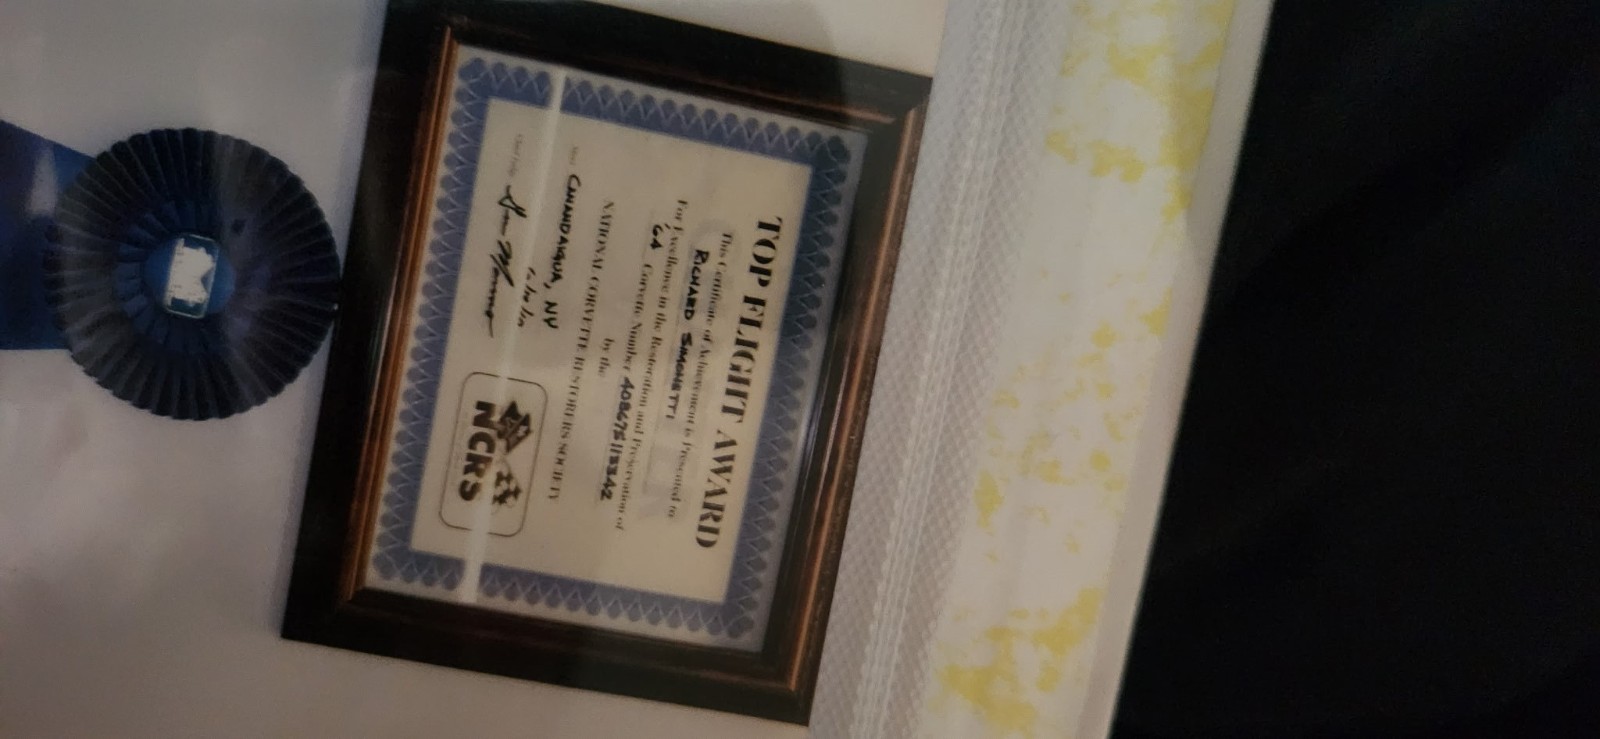 TOP FLIGHT AWARD
This Certificate of Achievement is Presented to
RICHARD SIMONETTI
For Excellence in the Restoration and Preservation of
64 Corvette Number 40867S113342
by the
NATIONAL CORVETTE RESTORERS SOCIETY
CANANDAIGUA, NY
NCRS